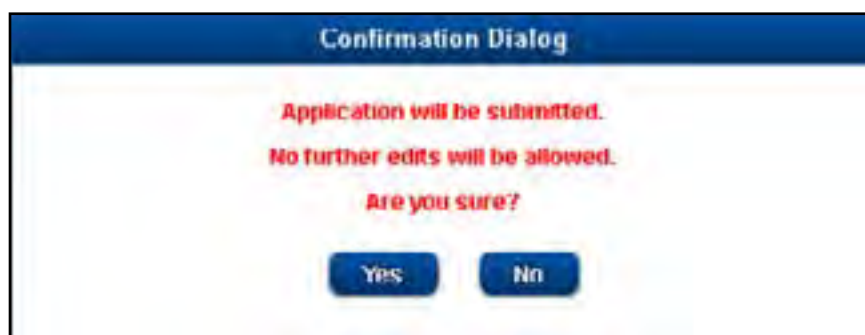 Confirmation Dialog
Application will be submitted.
No further edits will be allowed.
Are you sure?
Yes No